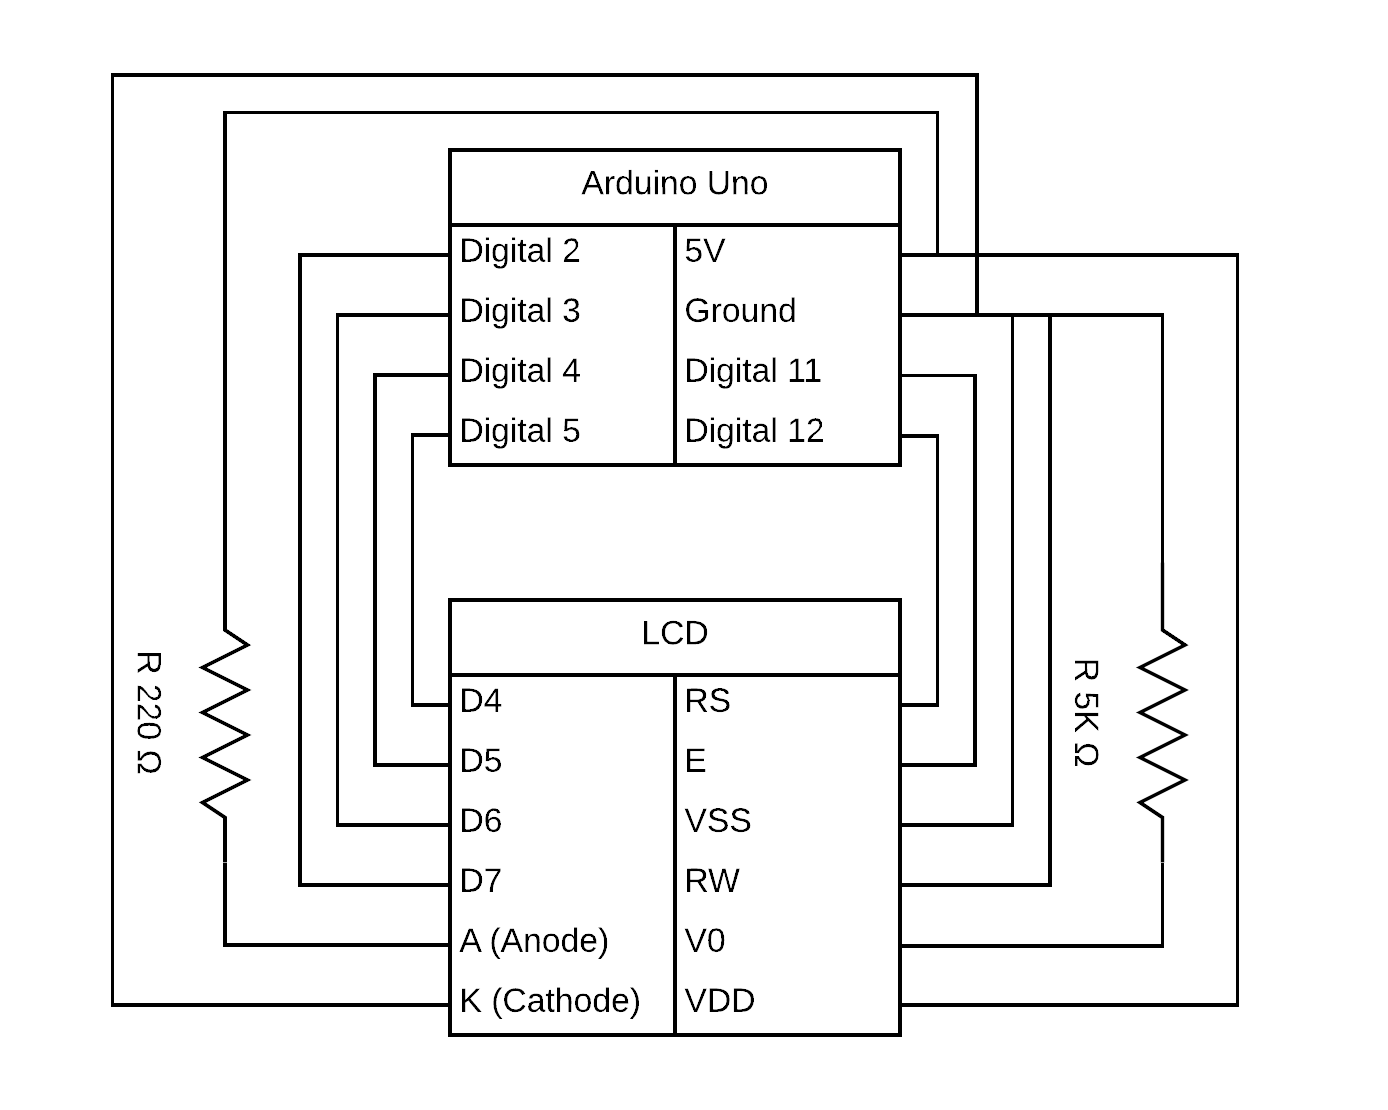 Arduino Uno
Digital 2
5V
Digital 3
Ground
Digital 4
Digital 11
Digital 5
Digital 12
LCD
D4
RS
D5
E
D6
VSS
D7
RW
A (Anode)
V0
K (Cathode)
VDD
R 220 Ω
R 5K Ω